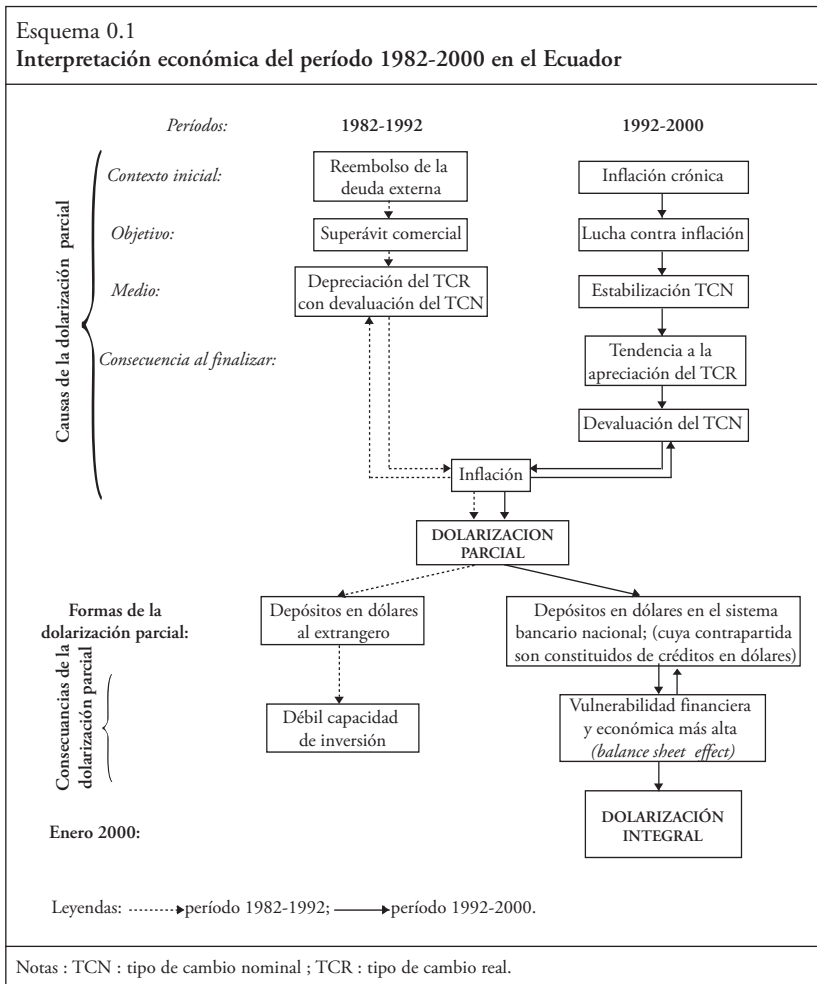 Esquema 0.1
Interpretación económica del período 1982-2000 en el Ecuador
Períodos:
1982-1992
1992-2000
Causas de la dolarización parcial
Contexto inicial:
Reembolso de la
deuda externa
Inflación crónica
Objetivo:
Superávit comercial
Lucha contra inflación
Medio:
Depreciación del TCR
con devaluación del TCN
Estabilización TCN
Consecuencia al finalizar:
Tendencia a la
apreciación del TCR
Devaluación del TCN
Inflación
DOLARIZACION
PARCIAL
Formas de la
dolarización parcial:
Depósitos en dólares
al extrangero
Depósitos en dólares en el sistema
bancario nacional; (cuya contrapartida
son constituidos de créditos en dólares)
Consecuancias de la
dolarización parcial
Débil capacidad
de inversión
Vulnerabilidad financiera
y económica más alta
(balance sheet effect)
Enero 2000:
DOLARIZACIÓN
INTEGRAL
Leyendas: período 1982-1992; período 1992-2000.
Notas : TCN : tipo de cambio nominal ; TCR : tipo de cambio real.